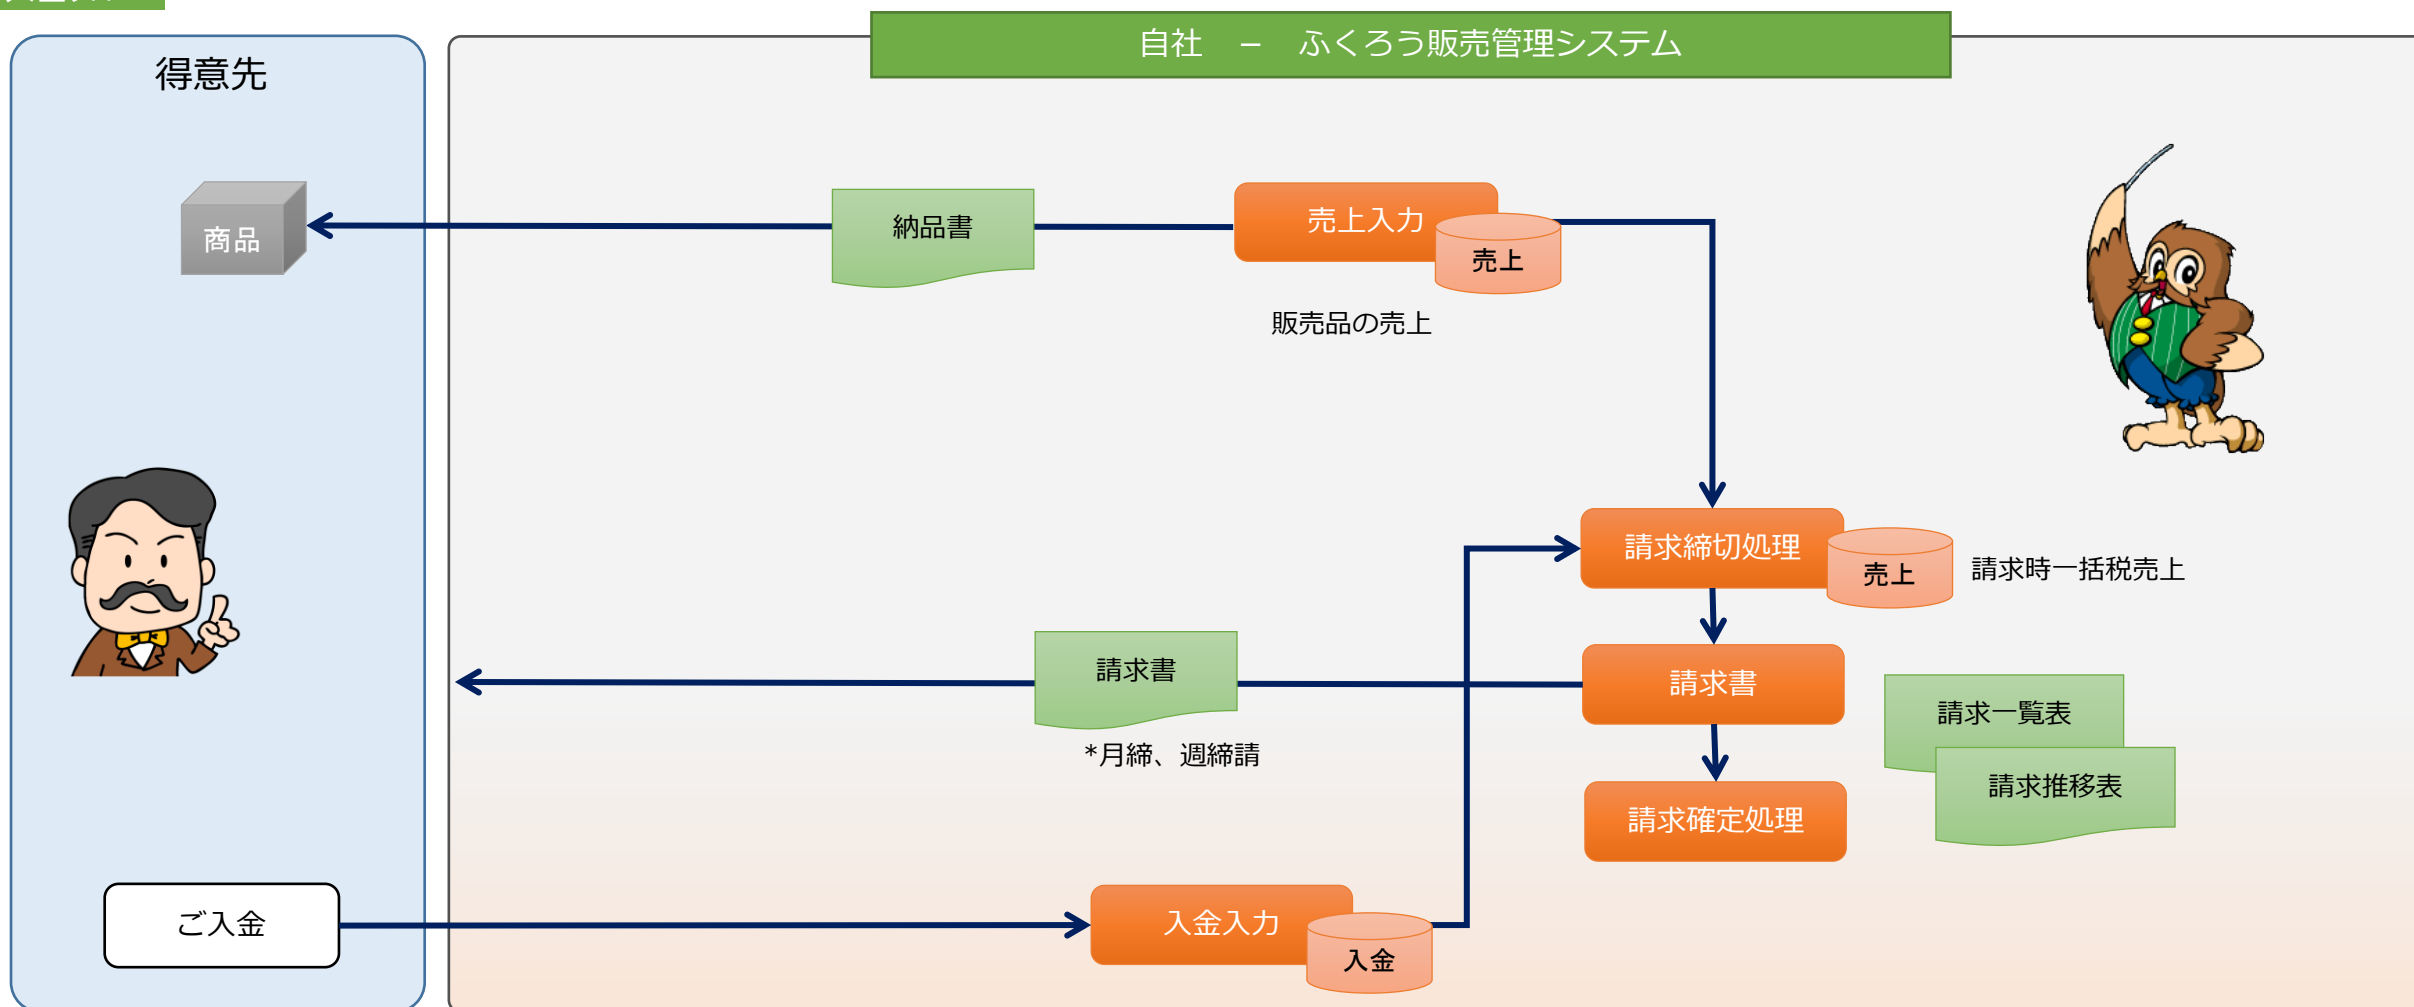 自社 － ふくろう販売管理システム
得意先
商品
納品書
売上入力
売上
販売品の売上
請求締切処理
売上
請求時一括税売上
請求書
請求書
*月締、週締請
請求一覧表
請求推移表
請求確定処理
ご入金
入金入力
入金